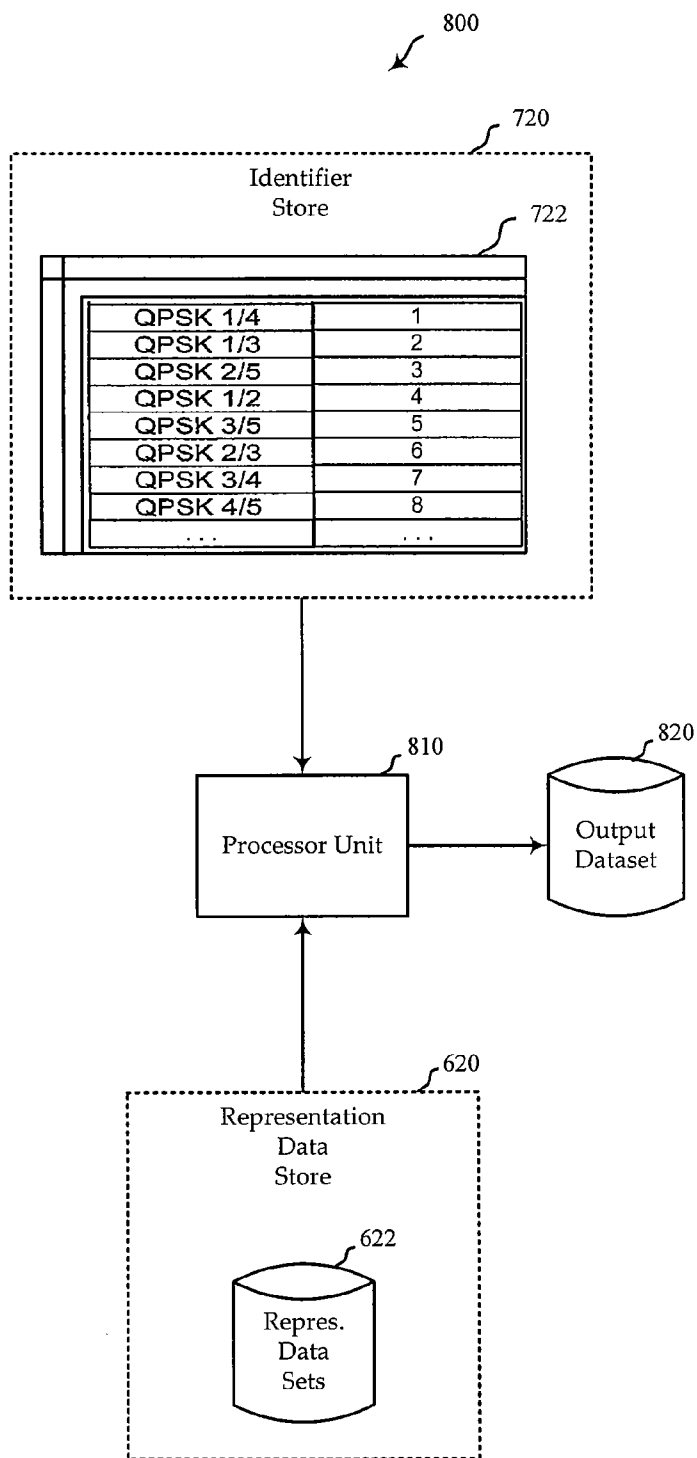 800
720
Identifier
Store
722
QPSK 1/4 1
QPSK 1/3 2
QPSK 2/5 3
QPSK 1/2 4
QPSK 3/5 5
QPSK 2/3 6
QPSK 3/4 7
QPSK 4/5 8
... ...
810
820
Processor Unit
Output
Dataset
620
Representation
Data
Store
622
Repres.
Data
Sets